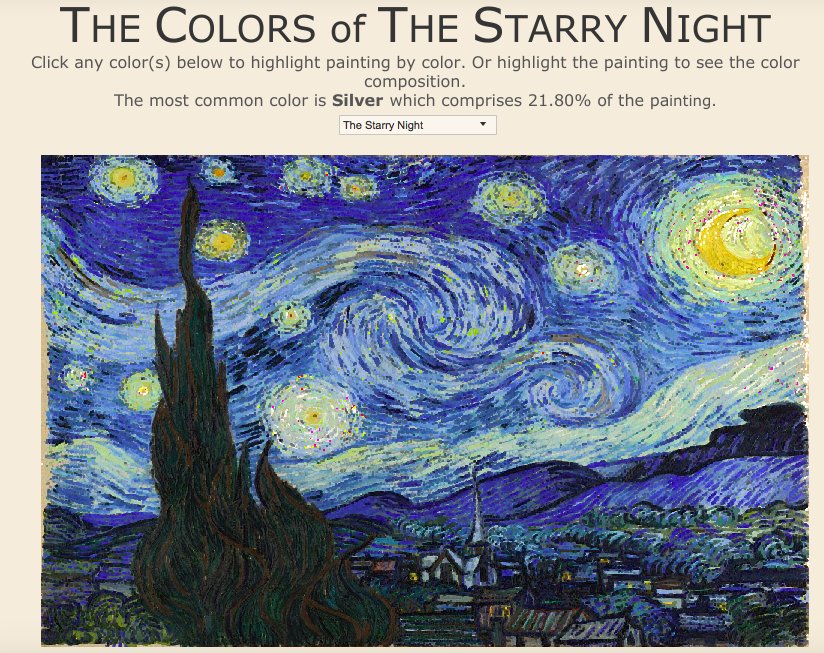 The Colors of The Starry Night
Click any color(s) below to highlight painting by color. Or highlight the painting to see the color
composition.
The most common color is Silver which comprises 21.80% of the painting.
The Starry Night